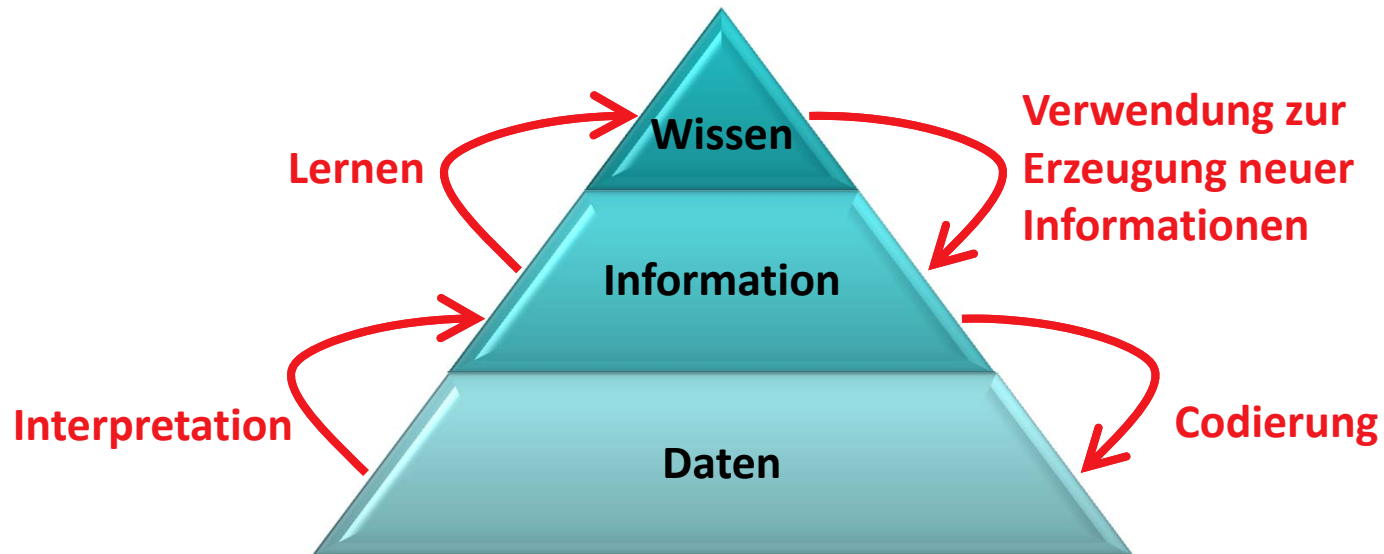 Wissen
Verwendung zur
Erzeugung neuer
Informationen
Lernen
Information
Interpretation
Codierung
Daten